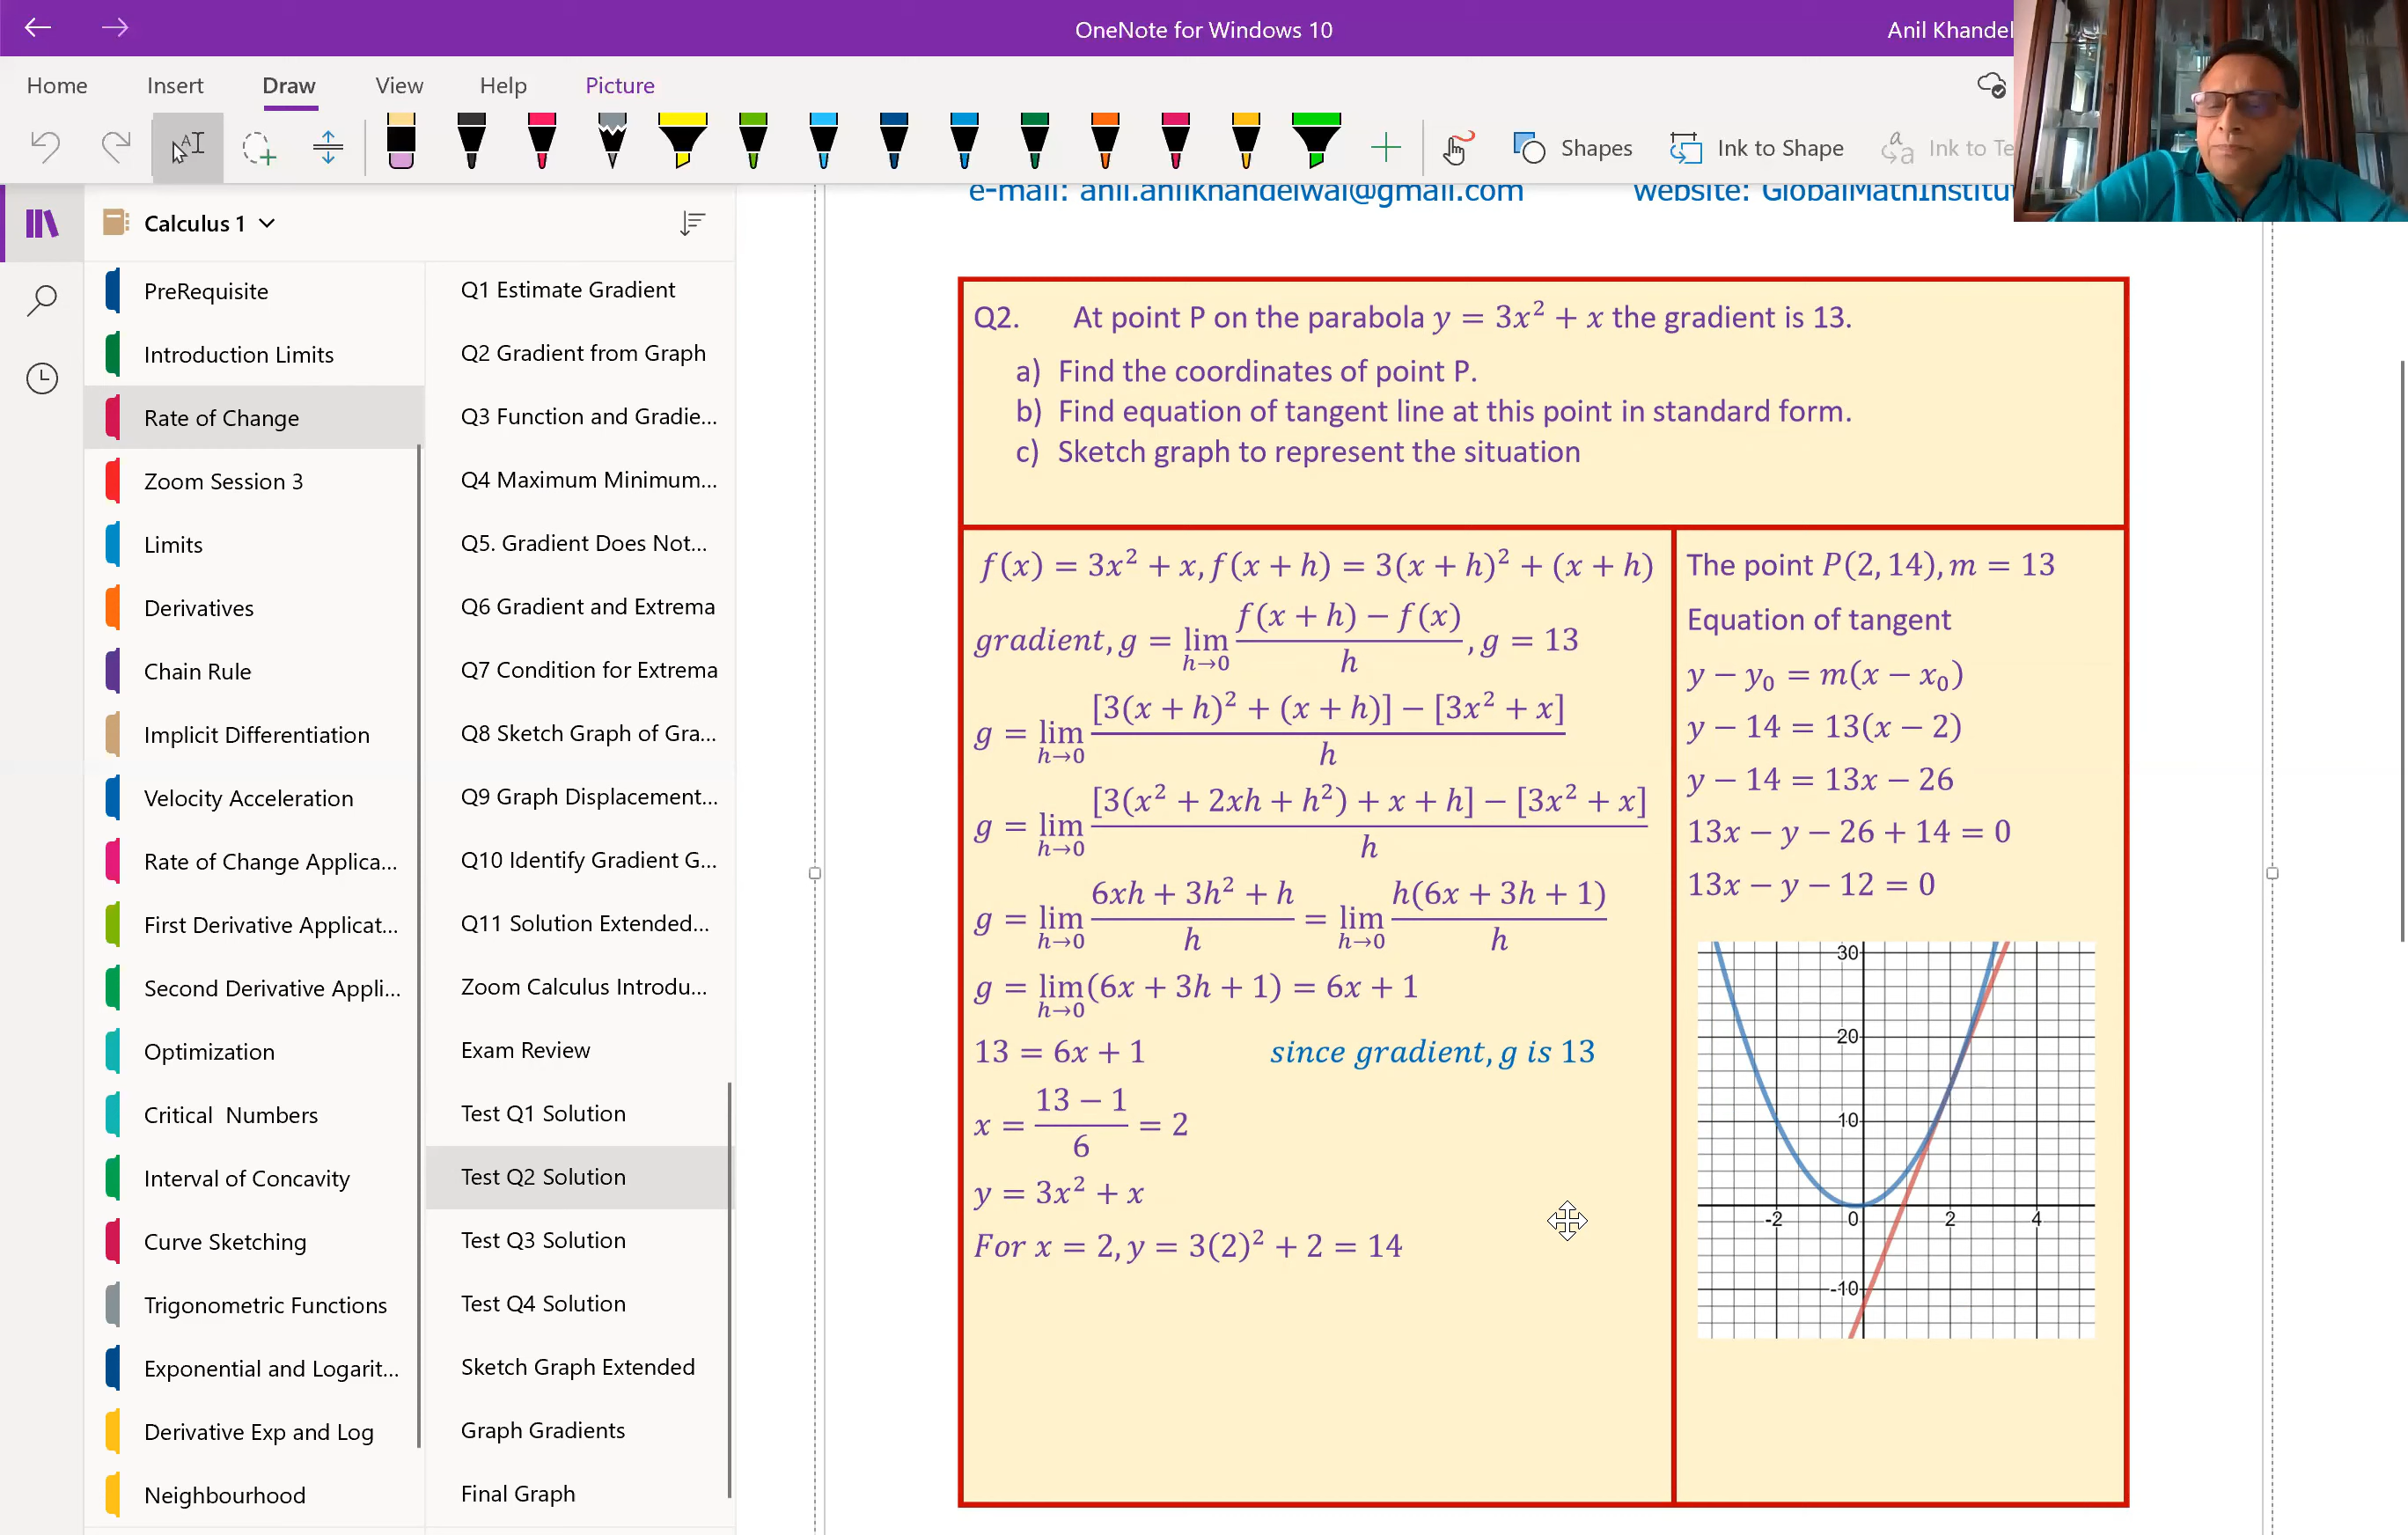 OneNote for Windows 10
Anil Khandel
Home Insert Draw View Help Picture
Shapes Ink to Shape Ink to Te
e-mail: anil.anilkhandelwal@gmail.com website: GlobalMathInstitu
Calculus 1
PreRequisite
Introduction Limits
Rate of Change
Zoom Session 3
Limits
Derivatives
Chain Rule
Implicit Differentiation
Velocity Acceleration
Rate of Change Applica...
First Derivative Applicat...
Second Derivative Appli...
Optimization
Critical Numbers
Interval of Concavity
Curve Sketching
Trigonometric Functions
Exponential and Logarit...
Derivative Exp and Log
Neighbourhood
Q1 Estimate Gradient
Q2 Gradient from Graph
Q3 Function and Gradie...
Q4 Maximum Minimum...
Q5. Gradient Does Not...
Q6 Gradient and Extrema
Q7 Condition for Extrema
Q8 Sketch Graph of Gra...
Q9 Graph Displacement...
Q10 Identify Gradient G...
Q11 Solution Extended...
Zoom Calculus Introdu...
Exam Review
Test Q1 Solution
Test Q2 Solution
Test Q3 Solution
Test Q4 Solution
Sketch Graph Extended
Graph Gradients
Final Graph
Q2. At point P on the parabola y = 3x² + x the gradient is 13.
a) Find the coordinates of point P.
b) Find equation of tangent line at this point in standard form.
c) Sketch graph to represent the situation
f(x) = 3x² + x, f(x + h) = 3(x + h)² + (x + h)
gradient, g = lim h→0 (f(x + h) − f(x))/h , g = 13
g = lim h→0 ([3(x + h)² + (x + h)] − [3x² + x])/h
g = lim h→0 ([3(x² + 2xh + h²) + x + h] − [3x² + x])/h
g = lim h→0 (6xh + 3h² + h)/h = lim h→0 h(6x + 3h + 1)/h
g = lim h→0 (6x + 3h + 1) = 6x + 1
13 = 6x + 1 since gradient, g is 13
x = (13 − 1)/6 = 2
y = 3x² + x
For x = 2, y = 3(2)² + 2 = 14
The point P(2, 14), m = 13
Equation of tangent
y − y₀ = m(x − x₀)
y − 14 = 13(x − 2)
y − 14 = 13x − 26
13x − y − 26 + 14 = 0
13x − y − 12 = 0
30
20
10
-2 0 2 4
-10